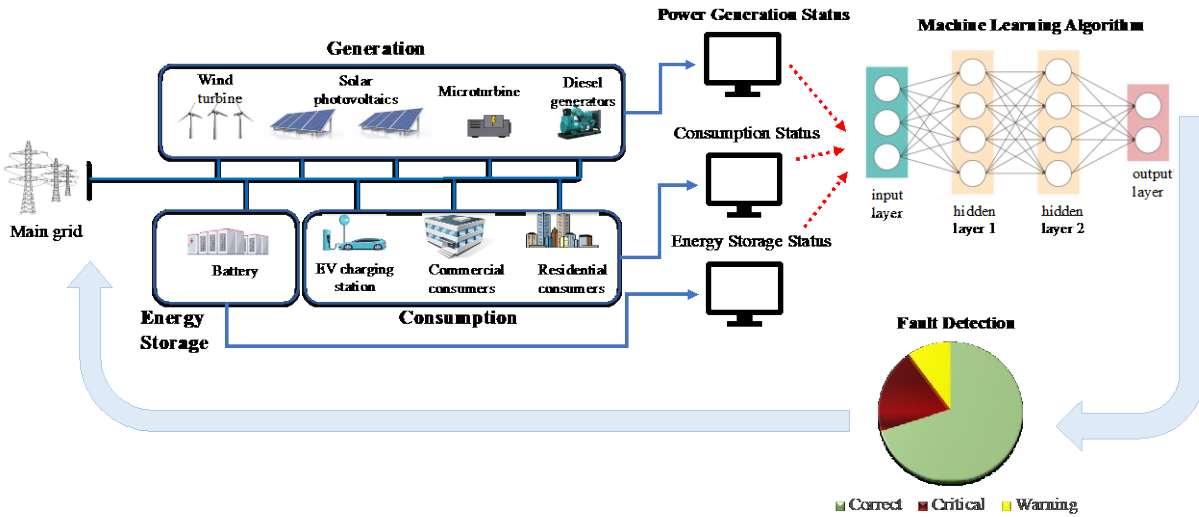 Power Generation Status
Machine Learning Algorithm
Generation
Wind
turbine
Solar
photovoltaics
Microturbine
Diesel
generators
Consumption Status
input
layer
hidden
layer 1
hidden
layer 2
output
layer
Main grid
Battery
EV charging
station
Commercial
consumers
Residential
consumers
Energy Storage Status
Energy
Storage
Consumption
Fault Detection
Correct
Critical
Warning